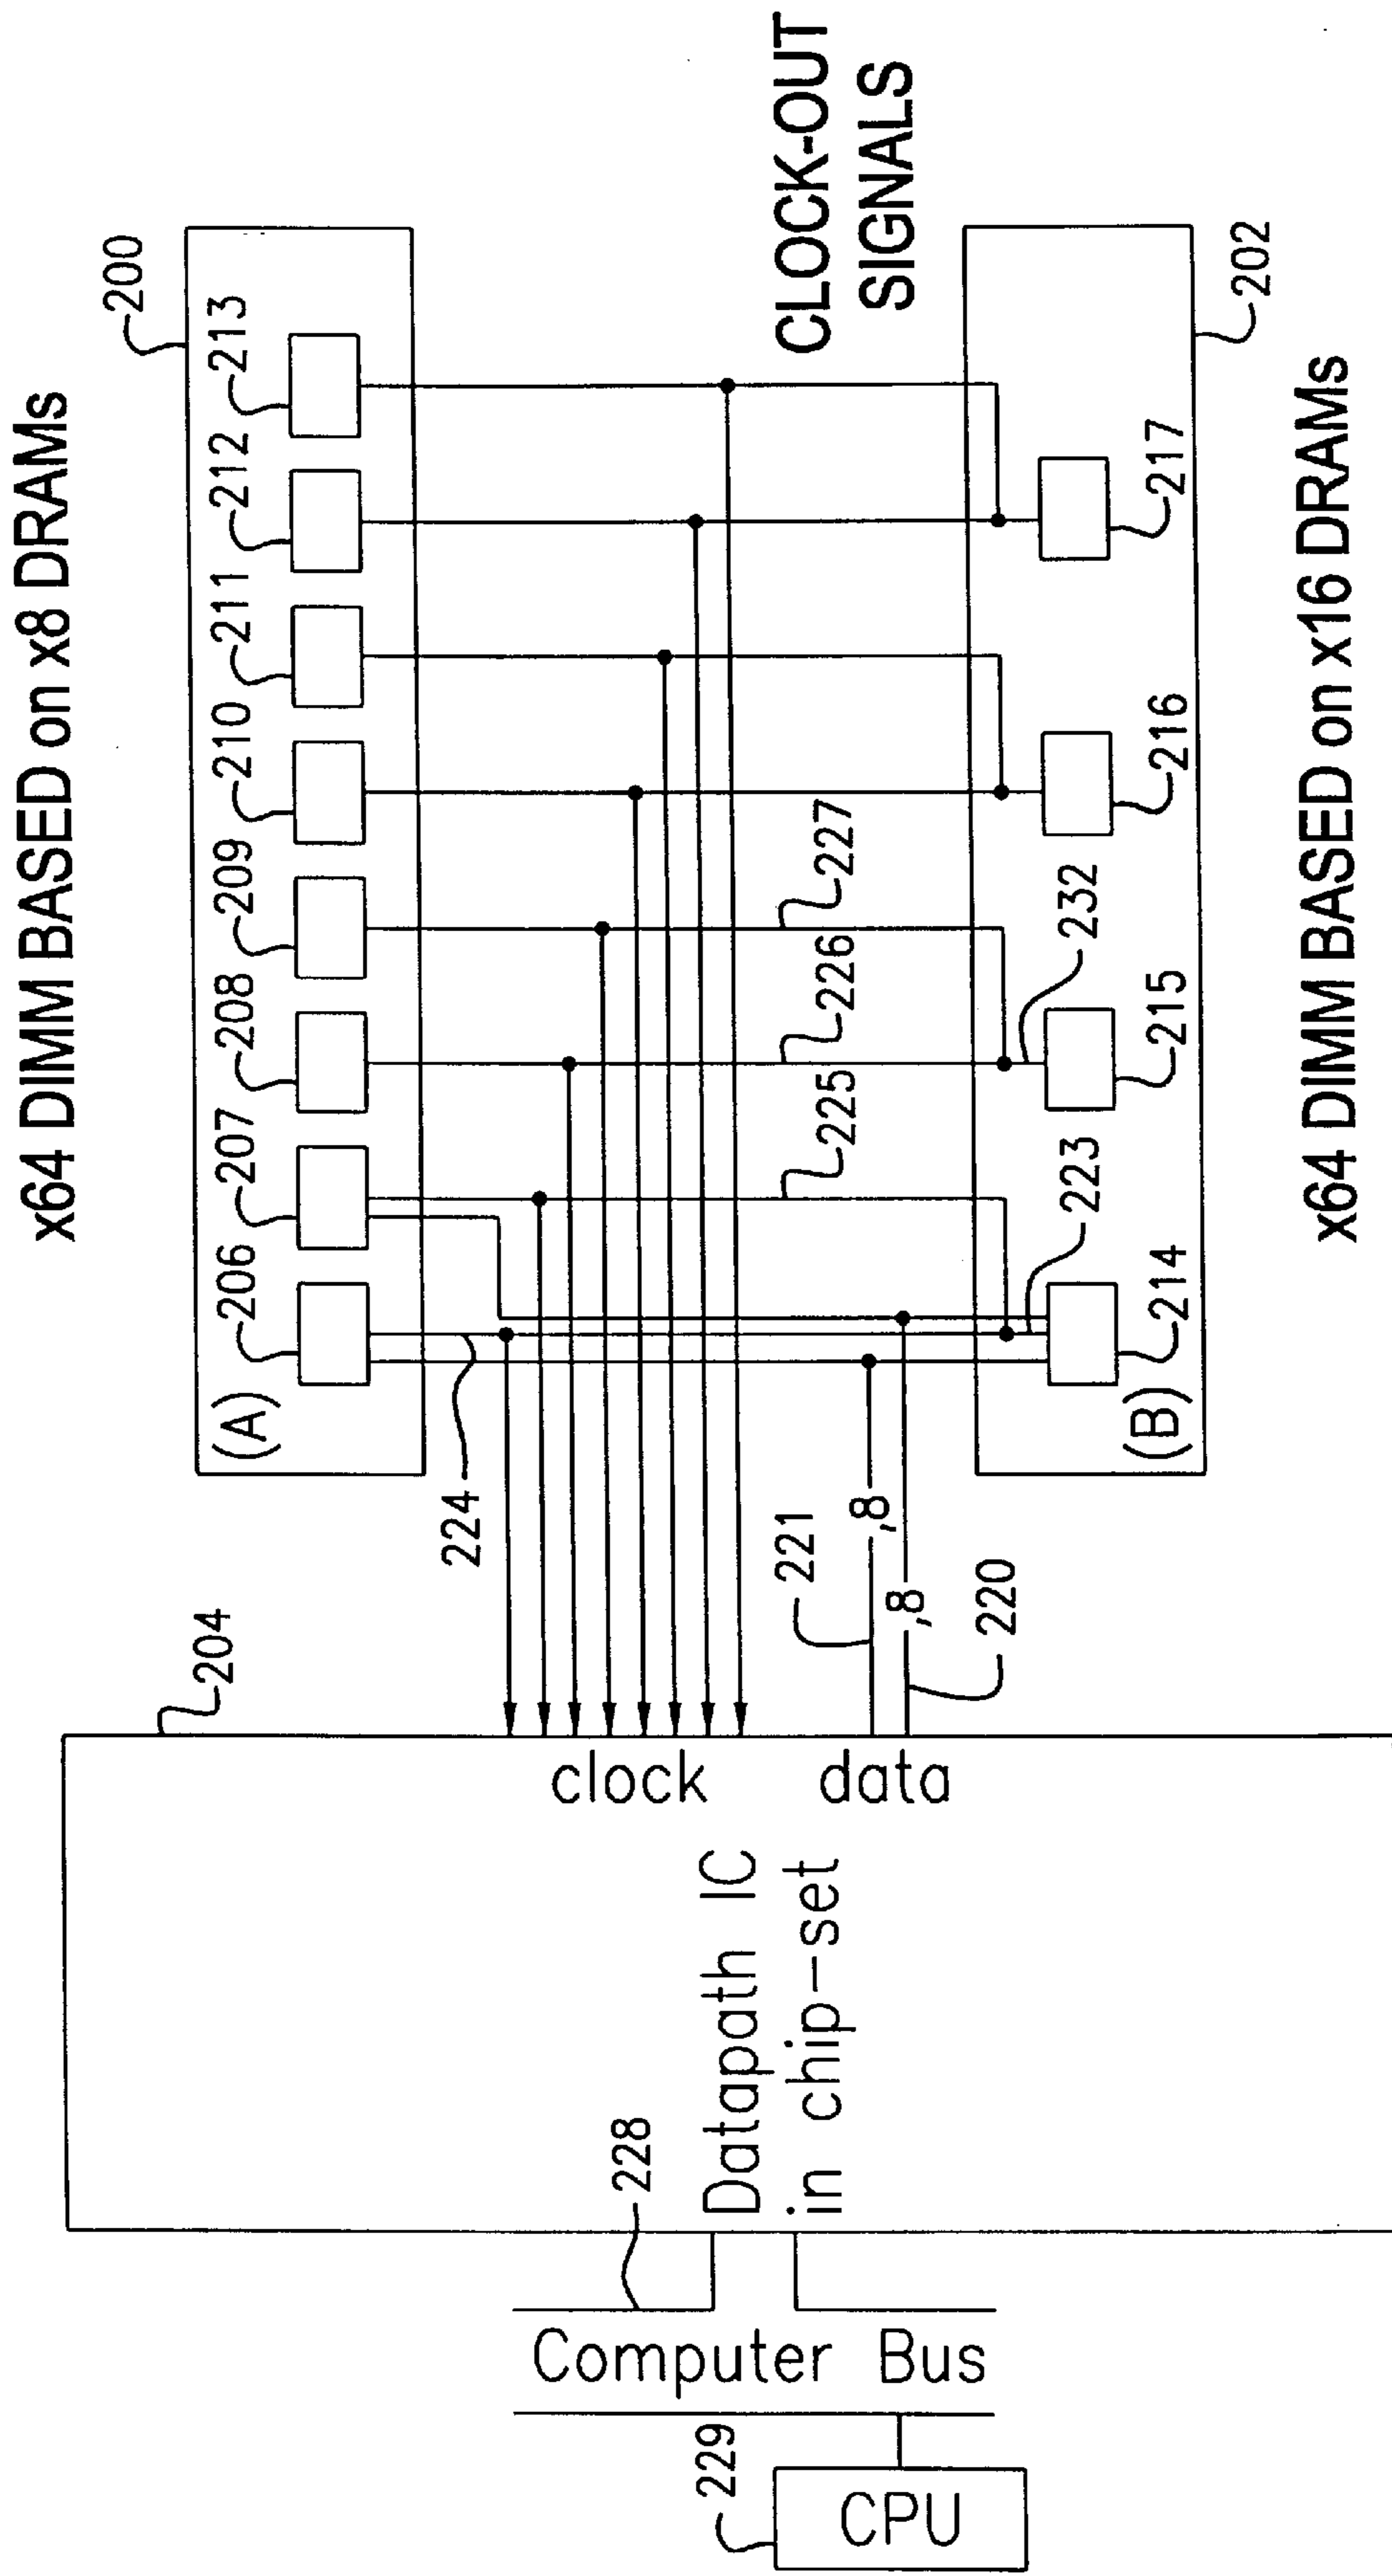 x64 DIMM BASED on x8 DRAMs
200
206
207
208
209
210
211
212
213
(A)
204
224
clock
Datapath IC
in chip-set
data
221
,8
,8
220
225
226
227
CLOCK-OUT
SIGNALS
228
Computer Bus
229
CPU
223
232
(B)
214
215
216
217
202
x64 DIMM BASED on x16 DRAMs